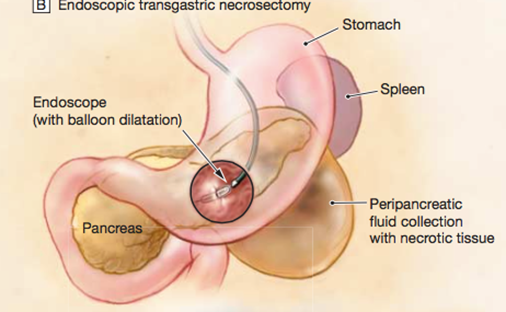 B Endoscopic transgastric necrosectomy
Stomach
Spleen
Endoscope
(with balloon dilatation)
Pancreas
Peripancreatic
fluid collection
with necrotic tissue